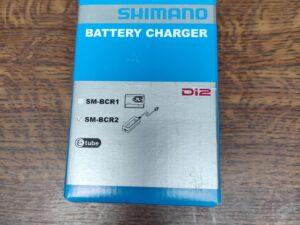 SHIMANO
BATTERY CHARGER
Di2
SM-BCR1
SM-BCR2
e tube